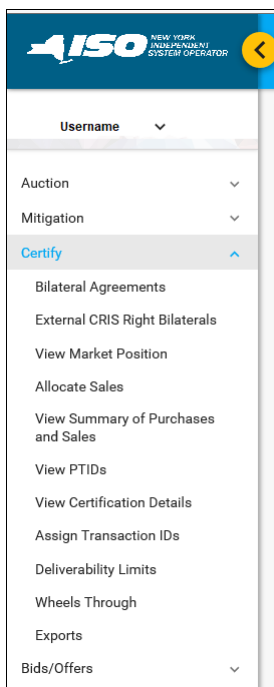 ISO
NEW YORK
INDEPENDENT
SYSTEM OPERATOR
Username
Auction
Mitigation
Certify
Bilateral Agreements
External CRIS Right Bilaterals
View Market Position
Allocate Sales
View Summary of Purchases
and Sales
View PTIDs
View Certification Details
Assign Transaction IDs
Deliverability Limits
Wheels Through
Exports
Bids/Offers